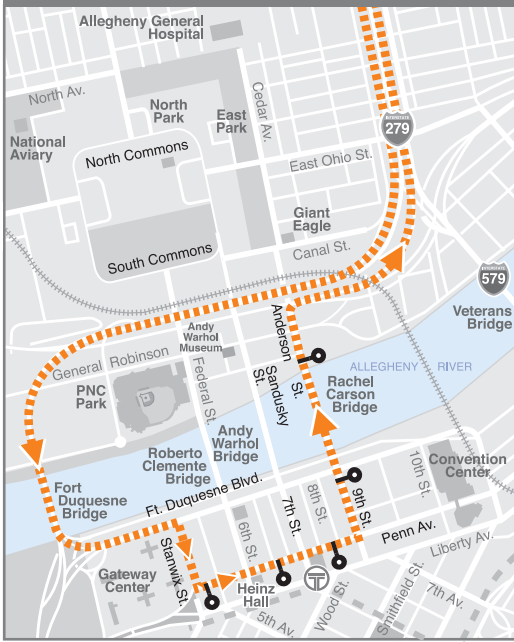 Allegheny General
Hospital
North Av.
North
Park
East
Park
Cedar Av.
INTERSTATE
279
National
Aviary
North Commons
East Ohio St.
Giant
Eagle
South Commons
Canal St.
INTERSTATE
579
Veterans
Bridge
Andy
Warhol
Museum
Anderson
St.
General Robinson
Federal St.
Sandusky
St.
ALLEGHENY RIVER
PNC
Park
Rachel
Carson
Bridge
Andy
Warhol
Bridge
Roberto
Clemente
Bridge
10th St.
Convention
Center
Fort
Duquesne
Bridge
Ft. Duquesne Blvd.
6th St.
7th St.
8th St.
9th St.
Penn Av.
Liberty Av.
Stanwix St.
Gateway
Center
Heinz
Hall
T
Wood St.
Smithfield St.
7th Av.
5th Av.